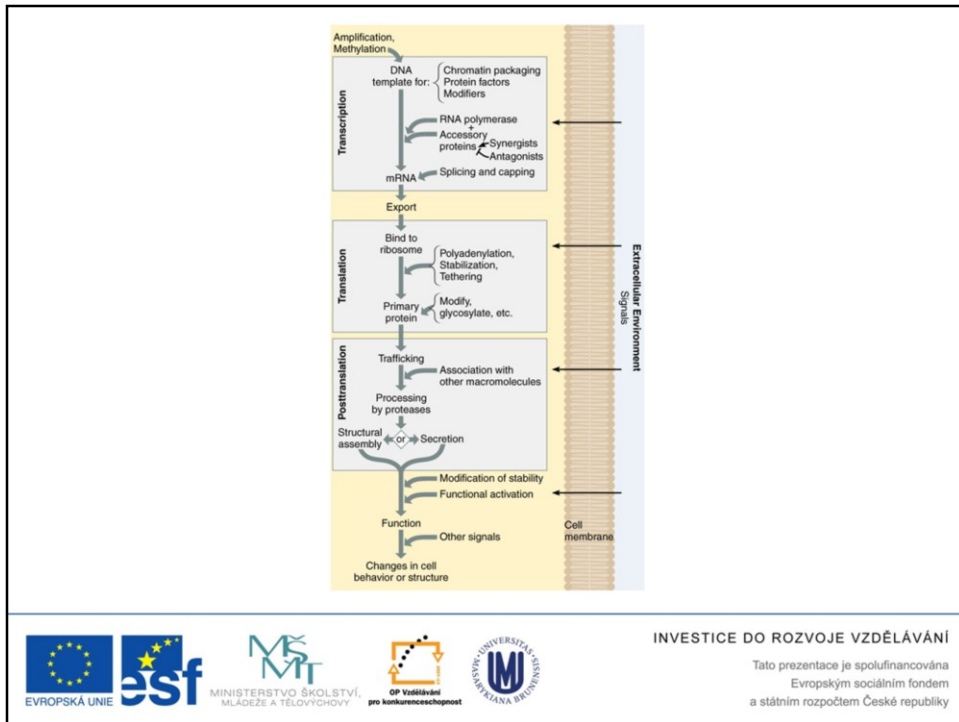 Amplification,
Methylation
DNA
template for:
Chromatin packaging
Protein factors
Modifiers
Transcription
RNA polymerase
+
Accessory
proteins
Synergists
Antagonists
mRNA
Splicing and capping
Export
Bind to
ribosome
Polyadenylation,
Stabilization,
Tethering
Translation
Primary
protein
Modify,
glycosylate, etc.
Trafficking
Association with
other macromolecules
Posttranslation
Processing
by proteases
Structural
assembly
or
Secretion
Modification of stability
Functional activation
Function
Other signals
Changes in cell
behavior or structure
Cell
membrane
Extracellular Environment
Signals
EVROPSKÁ UNIE
esf
MŠMT
MINISTERSTVO ŠKOLSTVÍ,
MLÁDEŽE A TĚLOVÝCHOVY
OP Vzdělávání
pro konkurenceschopnost
UNIVERSITAS
MASARYKIANA BRUNENSIS
INVESTICE DO ROZVOJE VZDĚLÁVÁNÍ
Tato prezentace je spolufinancována
Evropským sociálním fondem
a státním rozpočtem České republiky